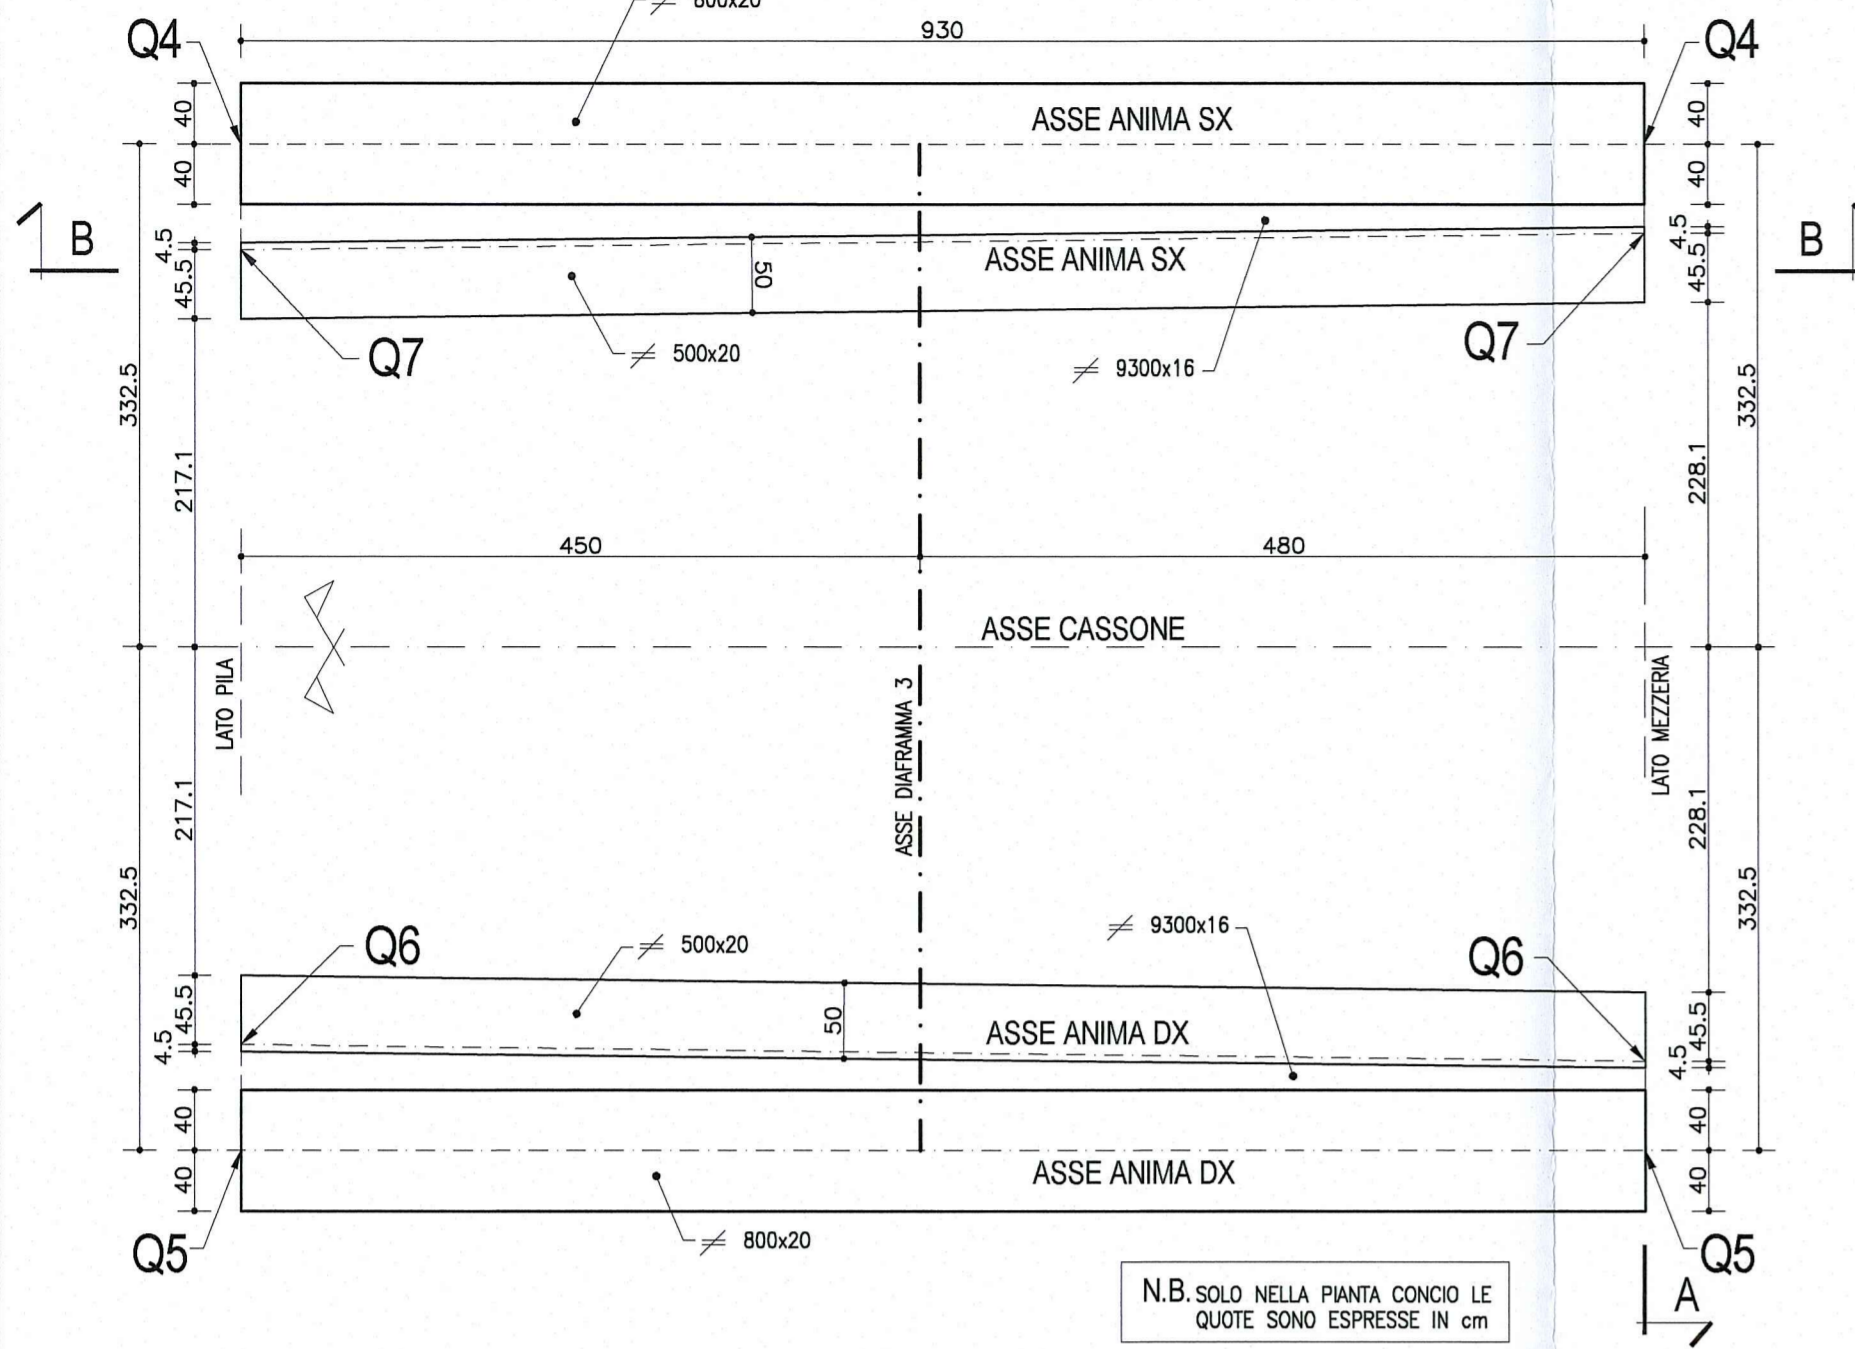 800x20
930
Q4
Q4
40
40
ASSE ANIMA SX
40
40
B
B
4.5
45.5
ASSE ANIMA SX
50
4.5
45.5
Q7
500x20
9300x16
Q7
332.5
332.5
217.1
228.1
450
480
ASSE CASSONE
LATO PILA
ASSE DIAFRAMMA 3
LATO MEZZERIA
217.1
228.1
332.5
332.5
Q6
500x20
9300x16
Q6
45.5
4.5
50
ASSE ANIMA DX
45.5
4.5
40
40
40
40
ASSE ANIMA DX
Q5
800x20
Q5
N.B. SOLO NELLA PIANTA CONCIO LE
QUOTE SONO ESPRESSE IN cm
A